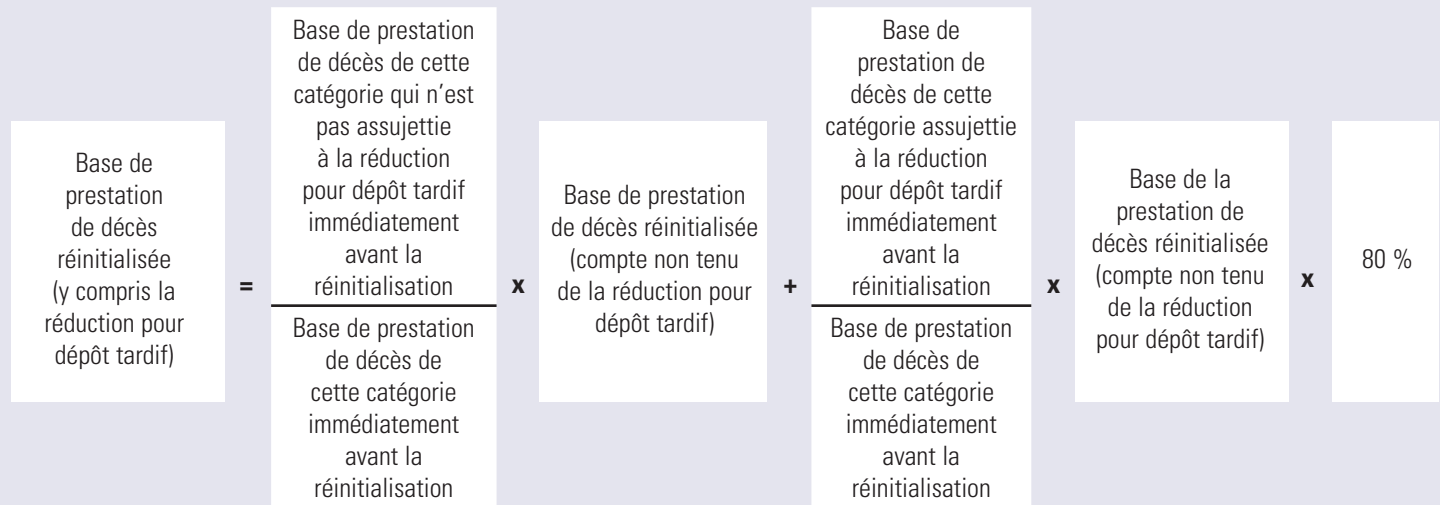 Base de
prestation
de décès
réinitialisée
(y compris la
réduction pour
dépôt tardif)
=
Base de prestation
de décès de cette
catégorie qui n’est
pas assujettie
à la réduction
pour dépôt tardif
immédiatement
avant la
réinitialisation
Base de prestation
de décès de
cette catégorie
immédiatement
avant la
réinitialisation
x
Base de prestation
de décès réinitialisée
(compte non tenu
de la réduction pour
dépôt tardif)
+
Base de
prestation de
décès de cette
catégorie assujettie
à la réduction
pour dépôt tardif
immédiatement
avant la
réinitialisation
Base de prestation
de décès de
cette catégorie
immédiatement
avant la
réinitialisation
x
Base de la
prestation de
décès réinitialisée
(compte non tenu
de la réduction
pour dépôt tardif)
x
80 %